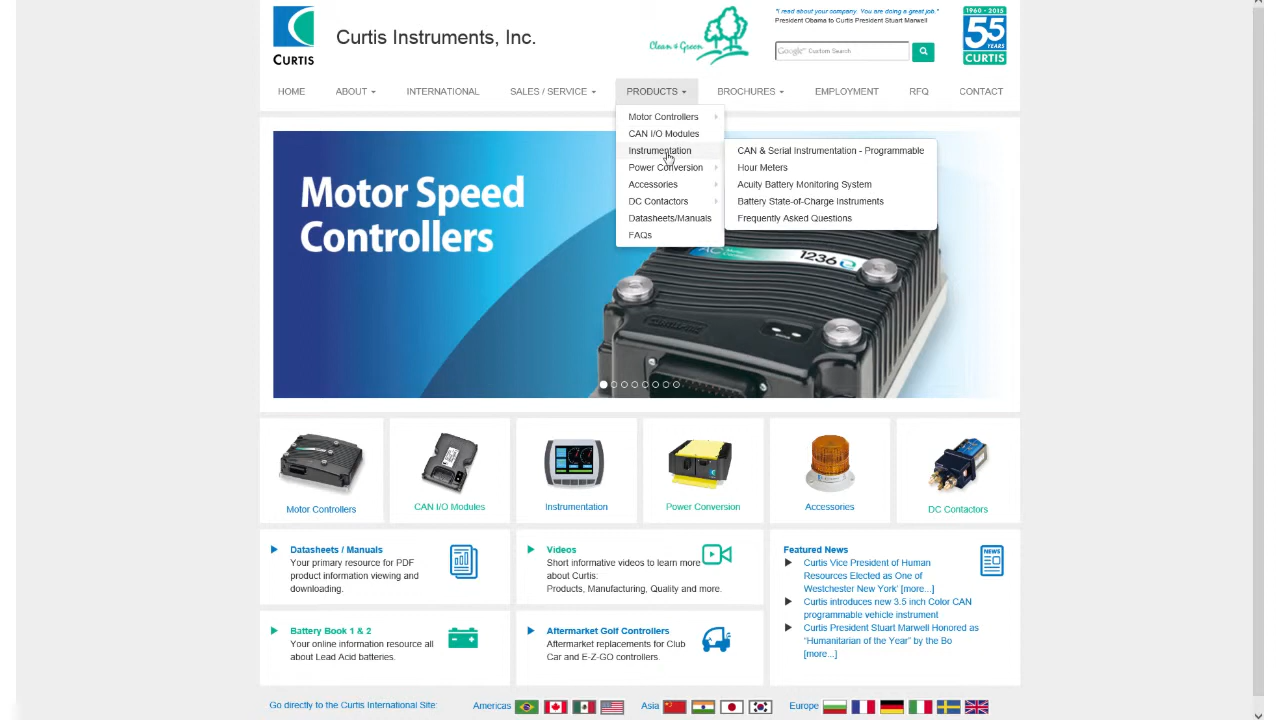 CURTIS
Curtis Instruments, Inc.
Clean & Green
"I read about your company. You are doing a great job."
President Obama to Curtis President Stuart Marwell
Google Custom Search
1960 - 2015
55
YEARS
CURTIS
HOME ABOUT INTERNATIONAL SALES / SERVICE PRODUCTS BROCHURES EMPLOYMENT RFQ CONTACT
Motor Controllers
CAN I/O Modules
Instrumentation
Power Conversion
Accessories
DC Contactors
Datasheets/Manuals
FAQs
CAN & Serial Instrumentation - Programmable
Hour Meters
Acuity Battery Monitoring System
Battery State-of-Charge Instruments
Frequently Asked Questions
Motor Speed
Controllers
AC
1236
Motor Controllers
CAN I/O Modules
Instrumentation
Power Conversion
Accessories
DC Contactors
Datasheets / Manuals
Your primary resource for PDF
product information viewing and
downloading.
Videos
Short informative videos to learn more
about Curtis:
Products, Manufacturing, Quality and more.
Featured News
NEWS
Curtis Vice President of Human
Resources Elected as One of
Westchester New York' [more...]
Curtis introduces new 3.5 inch Color CAN
programmable vehicle instrument
Curtis President Stuart Marwell Honored as
"Humanitarian of the Year" by the Bo
[more...]
Battery Book 1 & 2
Your online information resource all
about Lead Acid batteries.
Aftermarket Golf Controllers
Aftermarket replacements for Club
Car and E-Z-GO controllers.
Go directly to the Curtis International Site: Americas Asia Europe